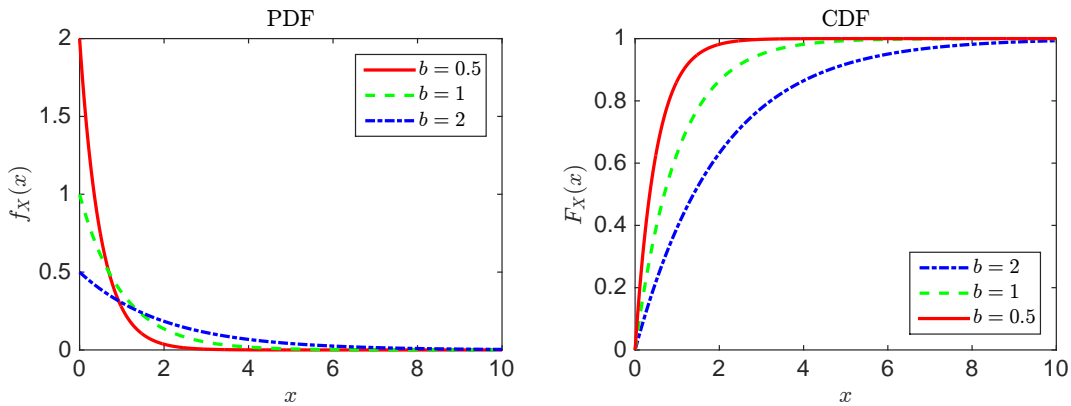 PDF
2
1.5
1
0.5
0
0 2 4 6 8 10
f_X(x)
x
b = 0.5
b = 1
b = 2
CDF
1
0.8
0.6
0.4
0.2
0
0 2 4 6 8 10
F_X(x)
x
b = 2
b = 1
b = 0.5